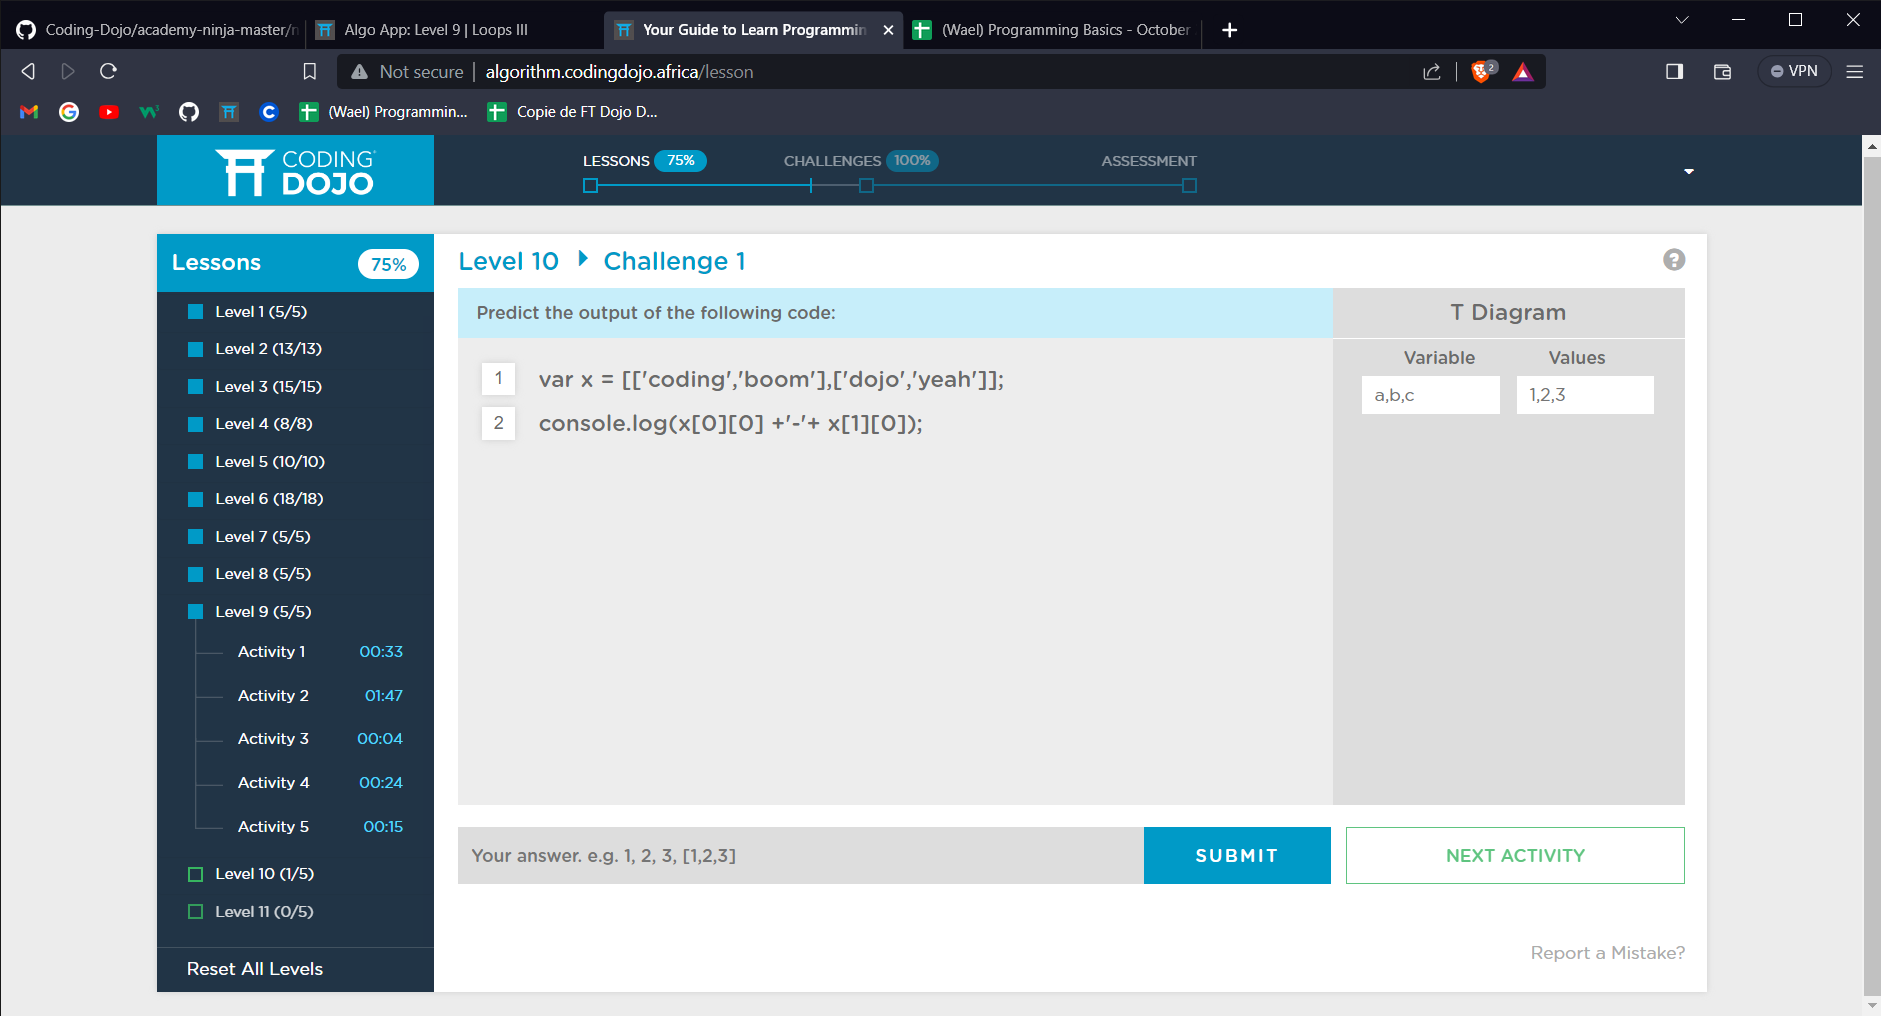 Coding-Dojo/academy-ninja-master/n
Algo App: Level 9 | Loops III
Your Guide to Learn Programmin
(Wael) Programming Basics - October
Not secure
algorithm.codingdojo.africa/lesson
2
VPN
(Wael) Programmin...
Copie de FT Dojo D...
CODING
DOJO
LESSONS 75%
CHALLENGES 100%
ASSESSMENT
Lessons 75%
Level 1 (5/5)
Level 2 (13/13)
Level 3 (15/15)
Level 4 (8/8)
Level 5 (10/10)
Level 6 (18/18)
Level 7 (5/5)
Level 8 (5/5)
Level 9 (5/5)
Activity 1 00:33
Activity 2 01:47
Activity 3 00:04
Activity 4 00:24
Activity 5 00:15
Level 10 (1/5)
Level 11 (0/5)
Reset All Levels
Level 10 Challenge 1
?
Predict the output of the following code:
1 var x = [['coding','boom'],['dojo','yeah']];
2 console.log(x[0][0] +'-'+ x[1][0]);
T Diagram
Variable Values
a,b,c 1,2,3
Your answer. e.g. 1, 2, 3, [1,2,3]
SUBMIT
NEXT ACTIVITY
Report a Mistake?